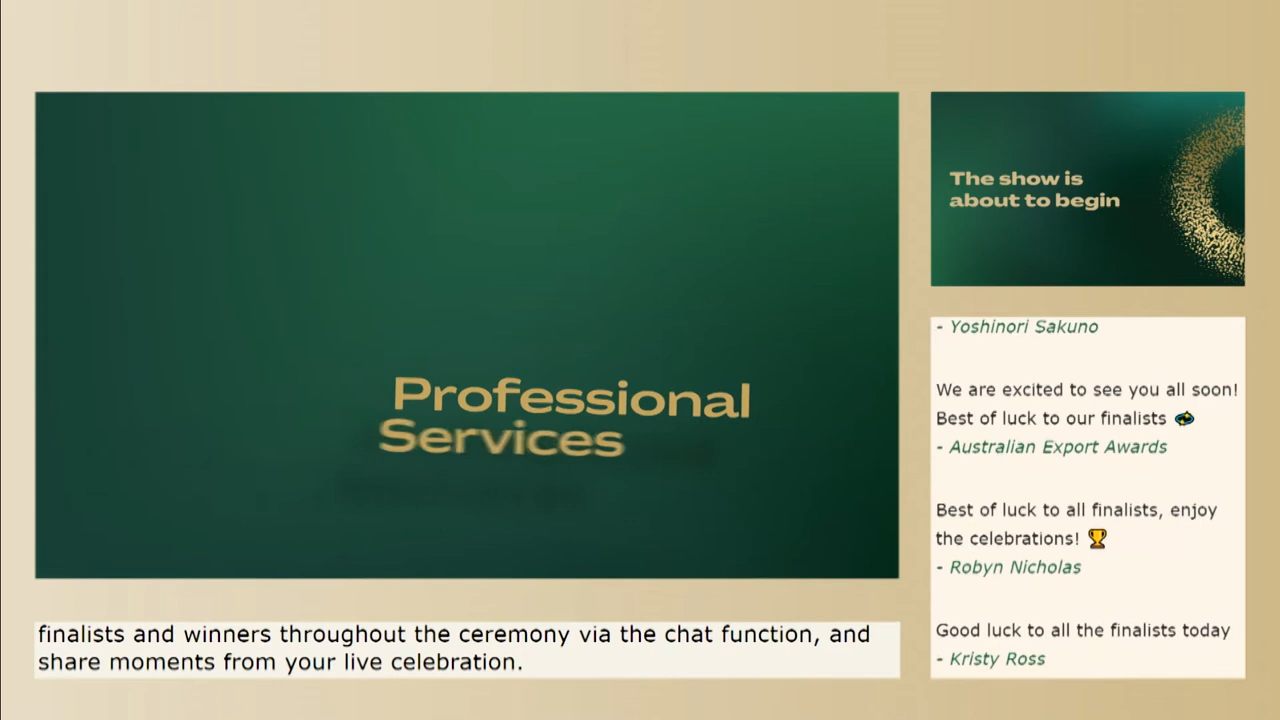 Professional
Services
The show is
about to begin
- Yoshinori Sakuno
We are excited to see you all soon!
Best of luck to our finalists
- Australian Export Awards
Best of luck to all finalists, enjoy
the celebrations! 🏆
- Robyn Nicholas
Good luck to all the finalists today
- Kristy Ross
finalists and winners throughout the ceremony via the chat function, and
share moments from your live celebration.